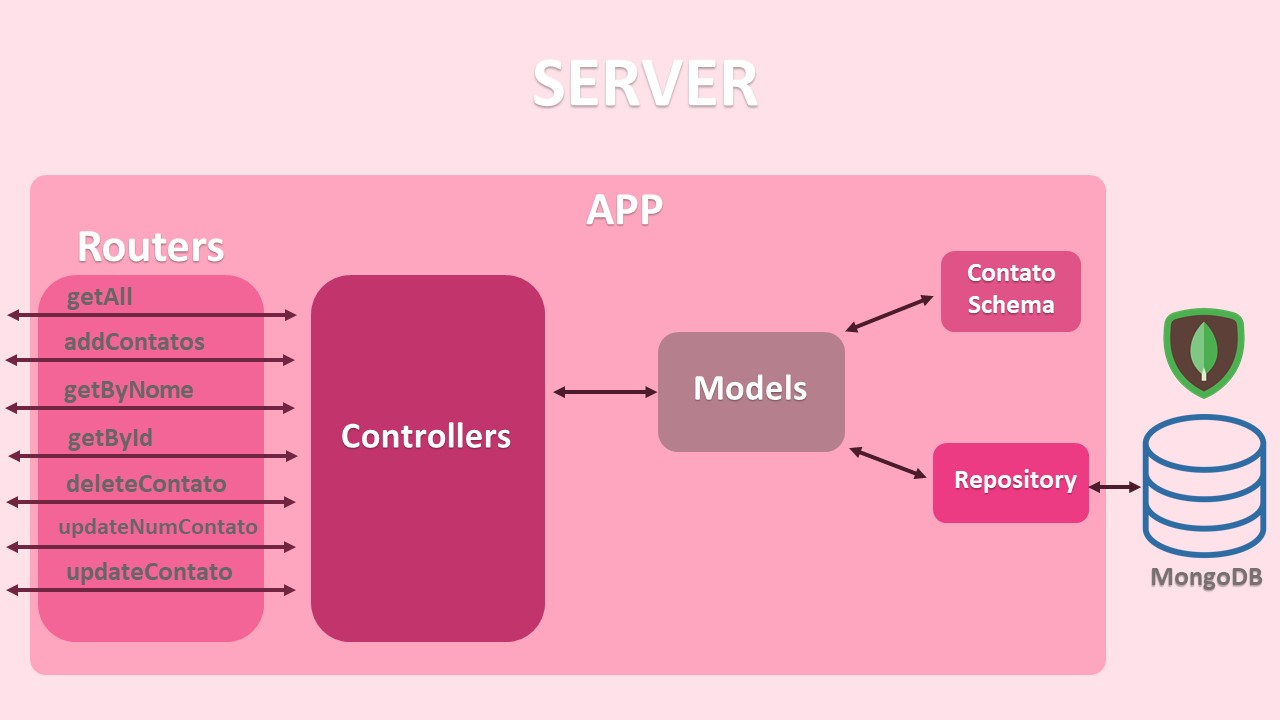 SERVER
APP
Routers
getAll
addContatos
getByNome
getById
deleteContato
updateNumContato
updateContato
Controllers
Models
Contato
Schema
Repository
MongoDB